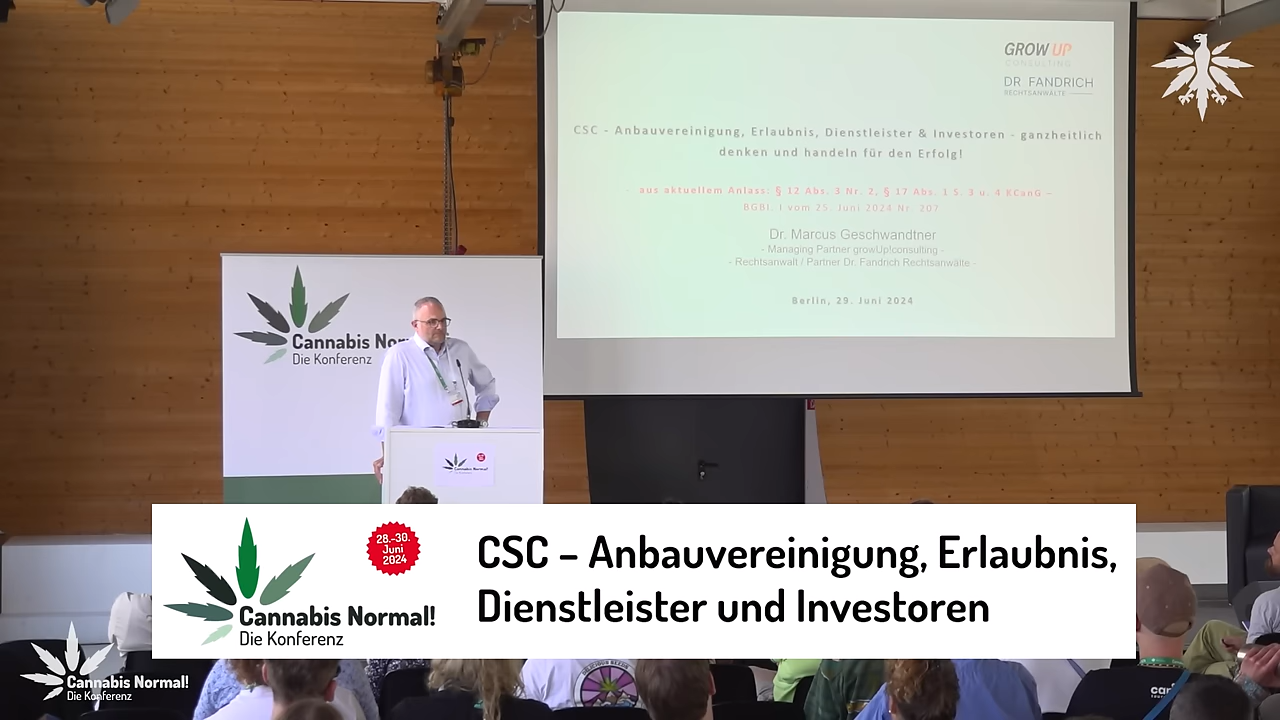 GROW UP
CONSULTING
DR. FANDRICH
RECHTSANWÄLTE
CSC - Anbauvereinigung, Erlaubnis, Dienstleister & Investoren - ganzheitlich
denken und handeln für den Erfolg!
- aus aktuellem Anlass: § 12 Abs. 3 Nr. 2, § 17 Abs. 1 S. 3 u. 4 KCanG –
BGBl. I vom 25. Juni 2024 Nr. 207
Dr. Marcus Geschwandtner
- Managing Partner growUp!consulting -
- Rechtsanwalt / Partner Dr. Fandrich Rechtsanwälte -
Berlin, 29. Juni 2024
Cannabis Nor
Die Konferenz
Cannabis Normal!
28.-30.
Juni
2024
CSC – Anbauvereinigung, Erlaubnis,
Dienstleister und Investoren
Cannabis Normal!
Die Konferenz
Cannabis Normal!
Die Konferenz